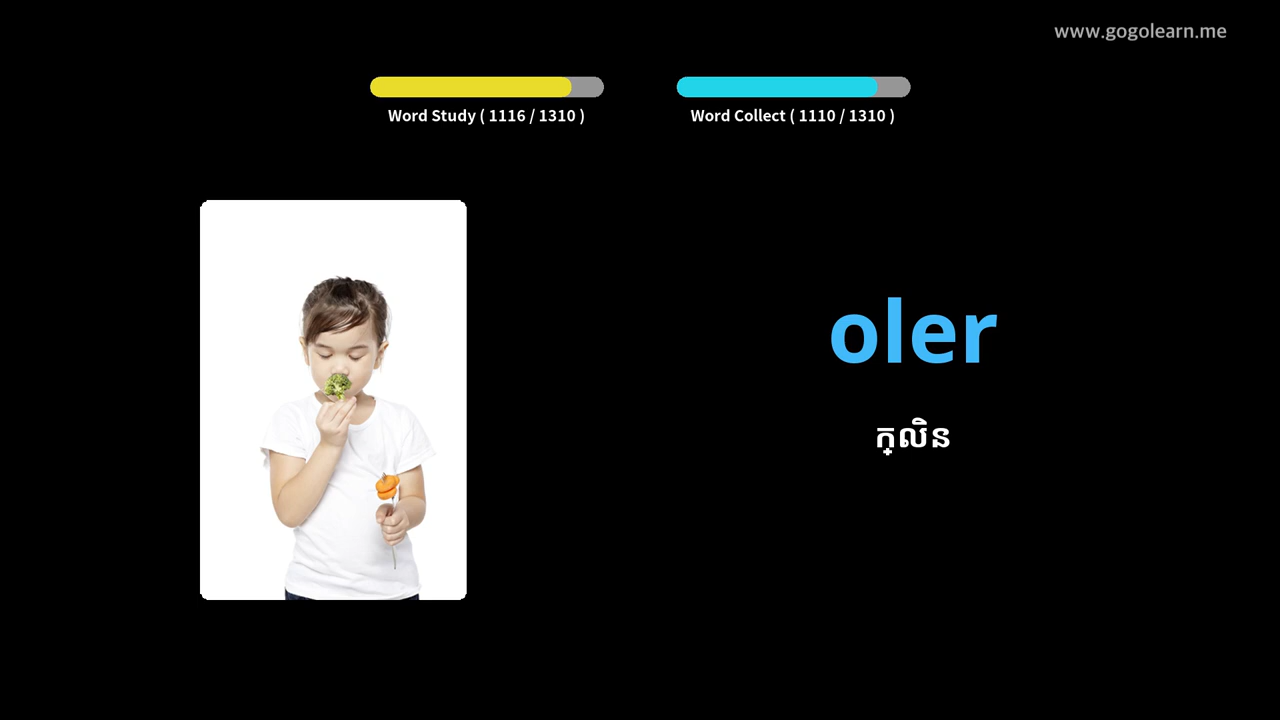 www.gogolearn.me
Word Study ( 1116 / 1310 )
Word Collect ( 1110 / 1310 )
oler
ក្លិន